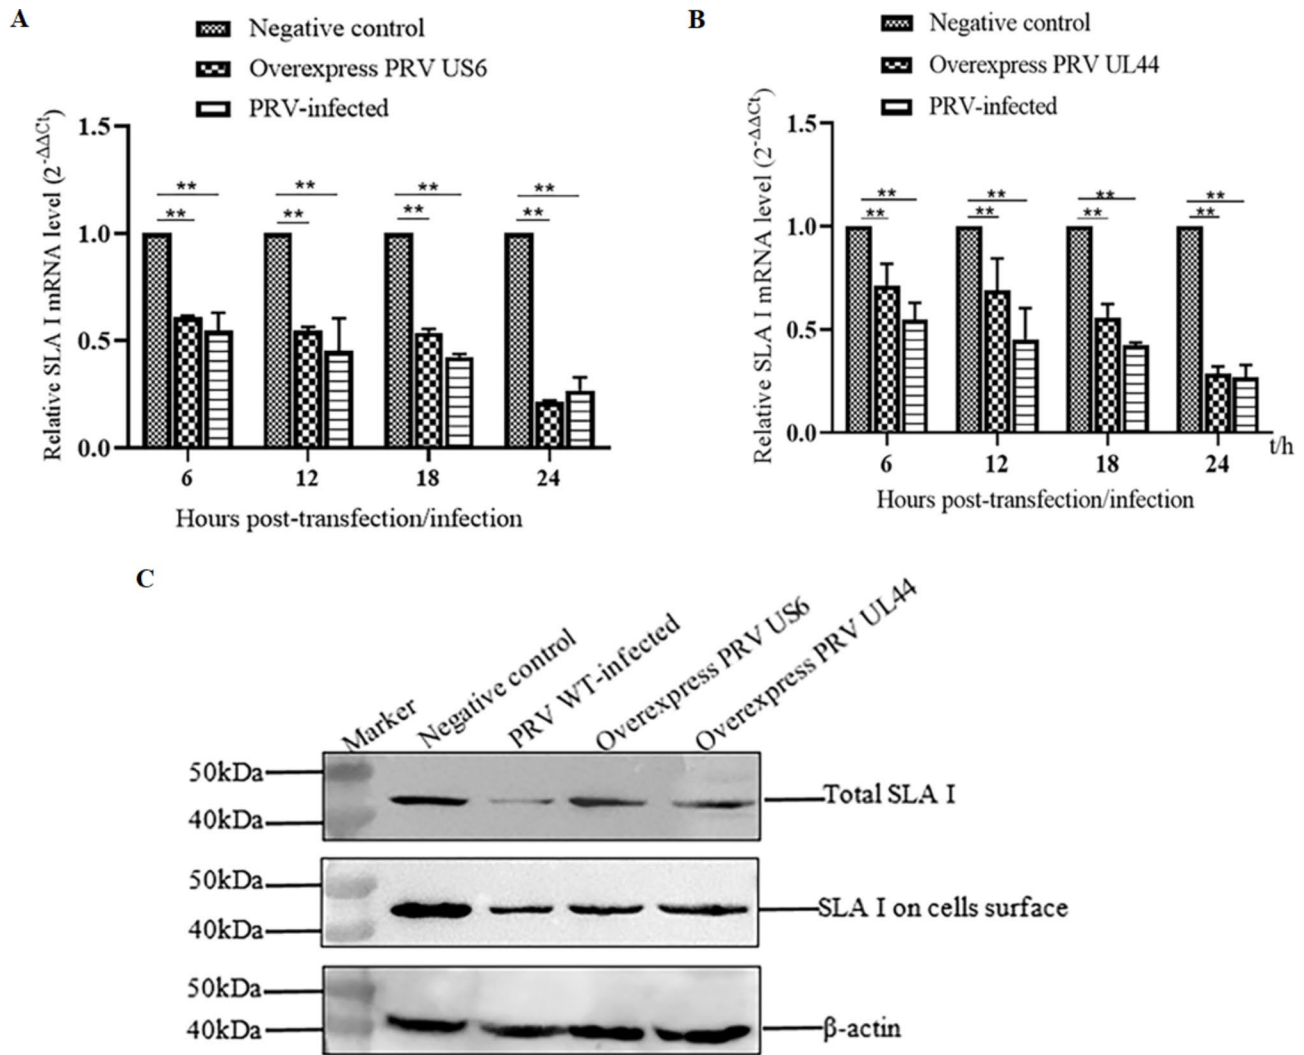 A
Negative control
Overexpress PRV US6
PRV-infected
Relative SLA I mRNA level (2-ΔΔCt)
1.5
1.0
0.5
0.0
** ** ** **
** ** ** **
6 12 18 24
Hours post-transfection/infection
B
Negative control
Overexpress PRV UL44
PRV-infected
Relative SLA I mRNA level (2-ΔΔCt)
1.5
1.0
0.5
0.0
** ** ** **
** ** ** **
6 12 18 24 t/h
Hours post-transfection/infection
C
Marker
Negative control
PRV WT-infected
Overexpress PRV US6
Overexpress PRV UL44
50kDa
40kDa
Total SLA I
50kDa
40kDa
SLA I on cells surface
50kDa
40kDa
β-actin